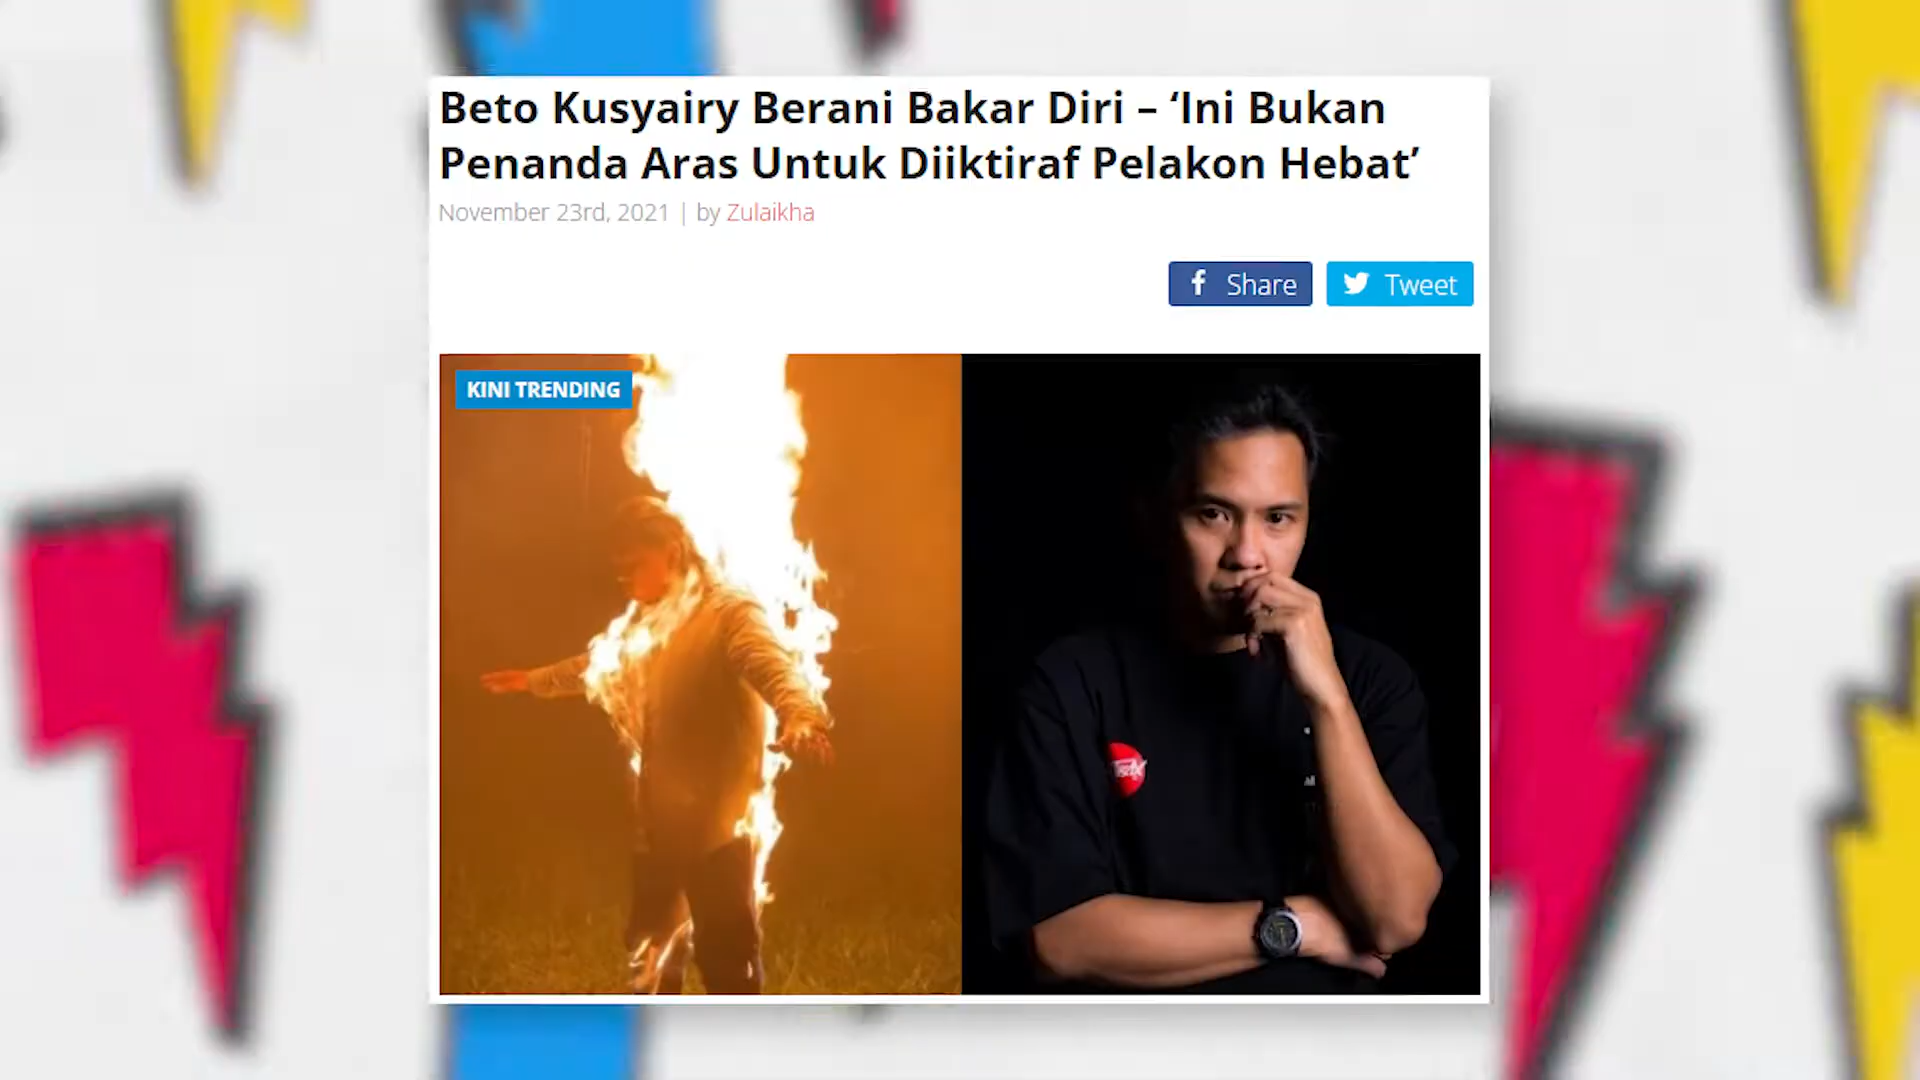 Beto Kusyairy Berani Bakar Diri – ‘Ini Bukan
Penanda Aras Untuk Diiktiraf Pelakon Hebat’
November 23rd, 2021 | by Zulaikha
Share
Tweet
KINI TRENDING